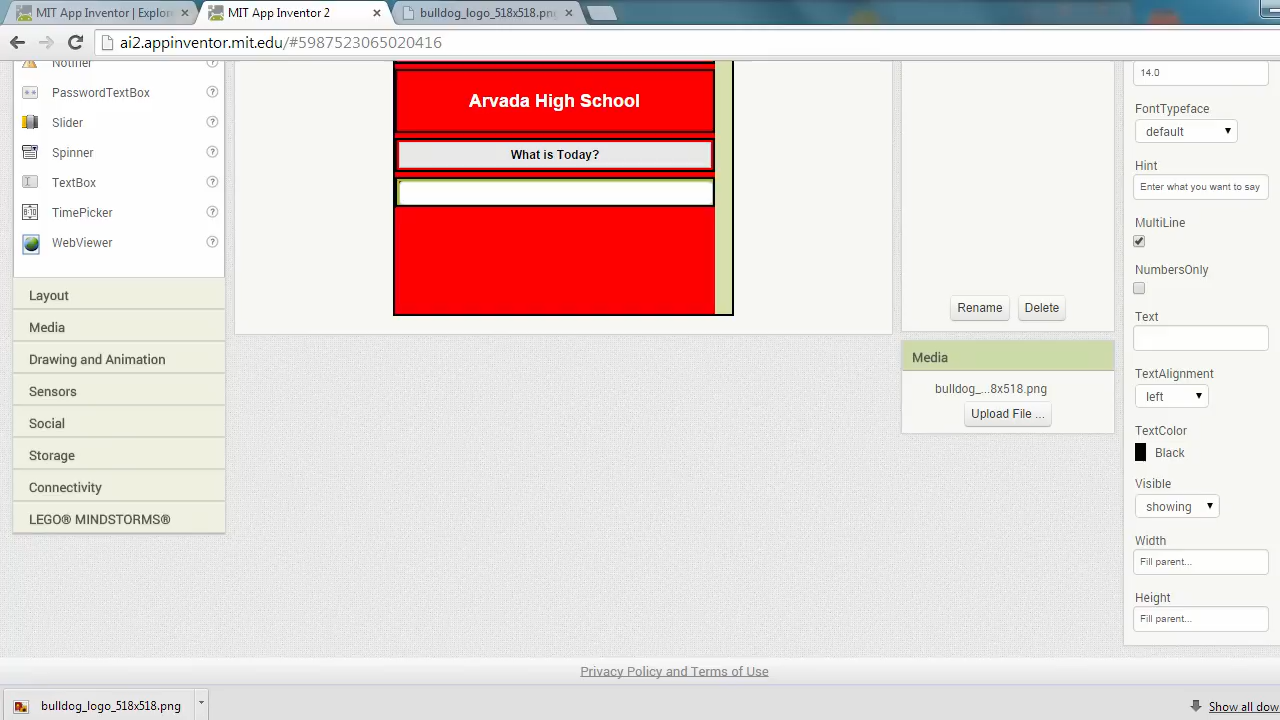 MIT App Inventor | Explor
MIT App Inventor 2
bulldog_logo_518x518.pn
ai2.appinventor.mit.edu/#5987523065020416
Notifier
PasswordTextBox
Slider
Spinner
TextBox
TimePicker
WebViewer
Layout
Media
Drawing and Animation
Sensors
Social
Storage
Connectivity
LEGO® MINDSTORMS®
Arvada High School
What is Today?
Rename
Delete
Media
bulldog_...8x518.png
Upload File ...
14.0
FontTypeface
default
Hint
Enter what you want to say
MultiLine
NumbersOnly
Text
TextAlignment
left
TextColor
Black
Visible
showing
Width
Fill parent...
Height
Fill parent...
Privacy Policy and Terms of Use
bulldog_logo_518x518.png
Show all dow